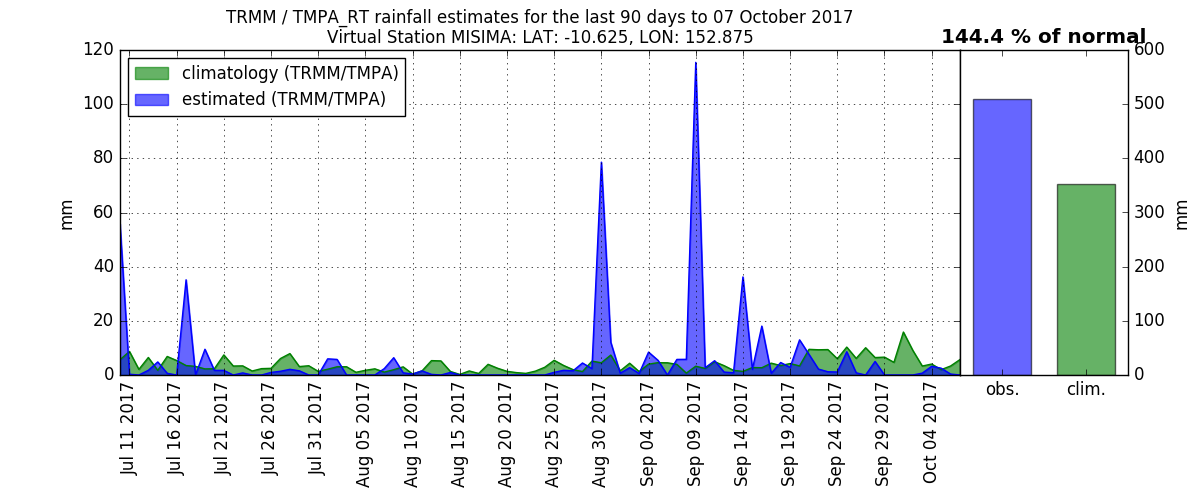 TRMM / TMPA_RT rainfall estimates for the last 90 days to 07 October 2017
Virtual Station MISIMA: LAT: -10.625, LON: 152.875
144.4 % of normal
climatology (TRMM/TMPA)
estimated (TRMM/TMPA)
mm
120
100
80
60
40
20
0
Jul 11 2017
Jul 16 2017
Jul 21 2017
Jul 26 2017
Jul 31 2017
Aug 05 2017
Aug 10 2017
Aug 15 2017
Aug 20 2017
Aug 25 2017
Aug 30 2017
Sep 04 2017
Sep 09 2017
Sep 14 2017
Sep 19 2017
Sep 24 2017
Sep 29 2017
Oct 04 2017
600
500
400
300
200
100
0
mm
obs.
clim.